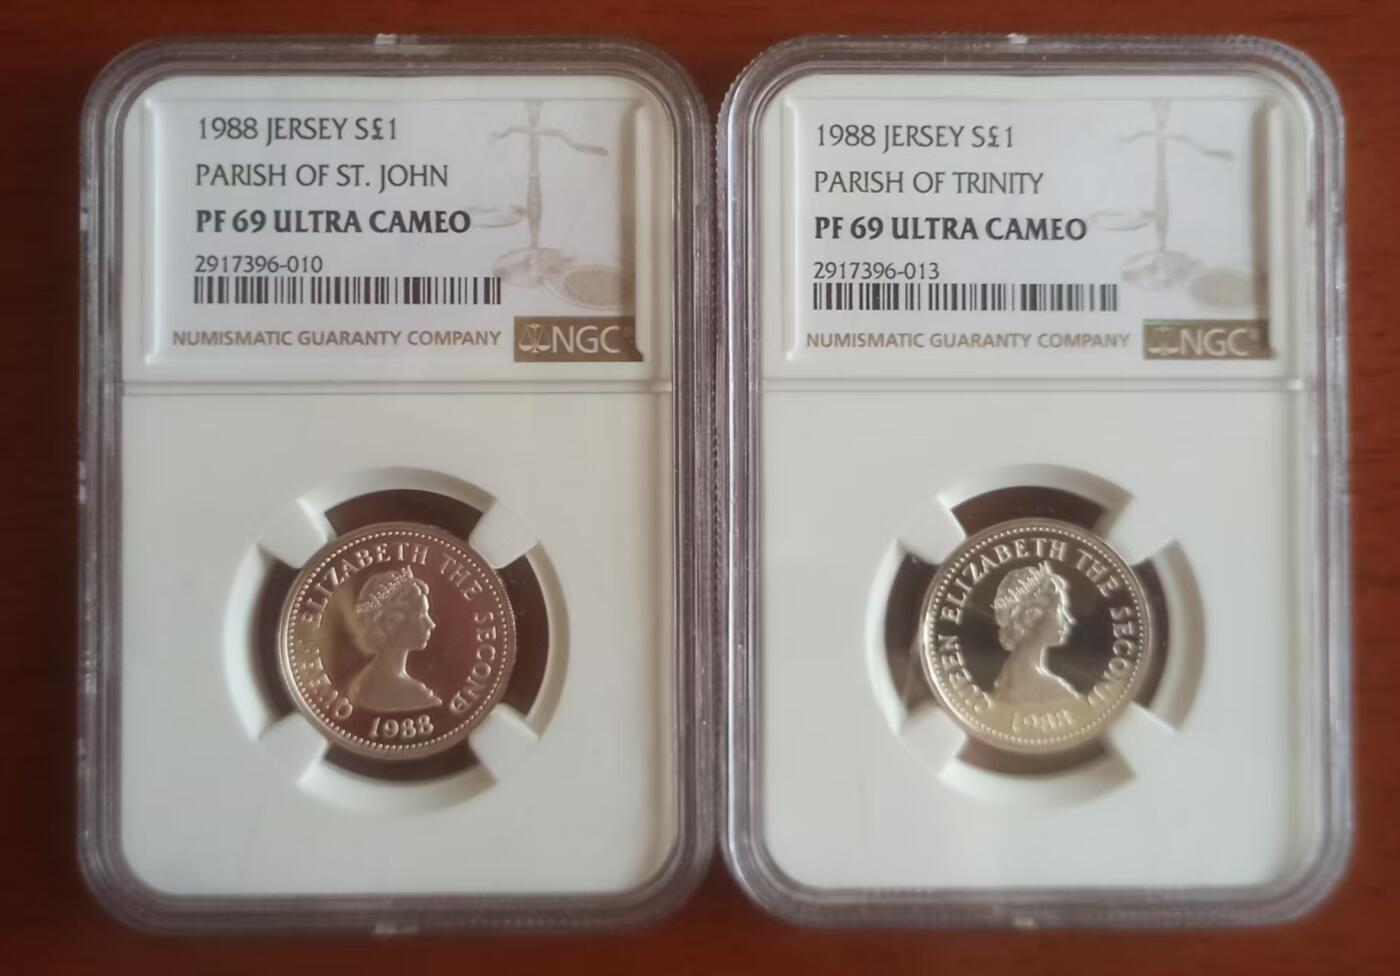 1988 JERSEY S£1
PARISH OF ST. JOHN
PF 69 ULTRA CAMEO
2917396-010
NUMISMATIC GUARANTY COMPANY
NGC
QUEEN ELIZABETH THE SECOND
1988
1988 JERSEY S£1
PARISH OF TRINITY
PF 69 ULTRA CAMEO
2917396-013
NUMISMATIC GUARANTY COMPANY
NGC®
QUEEN ELIZABETH THE SECOND
1988